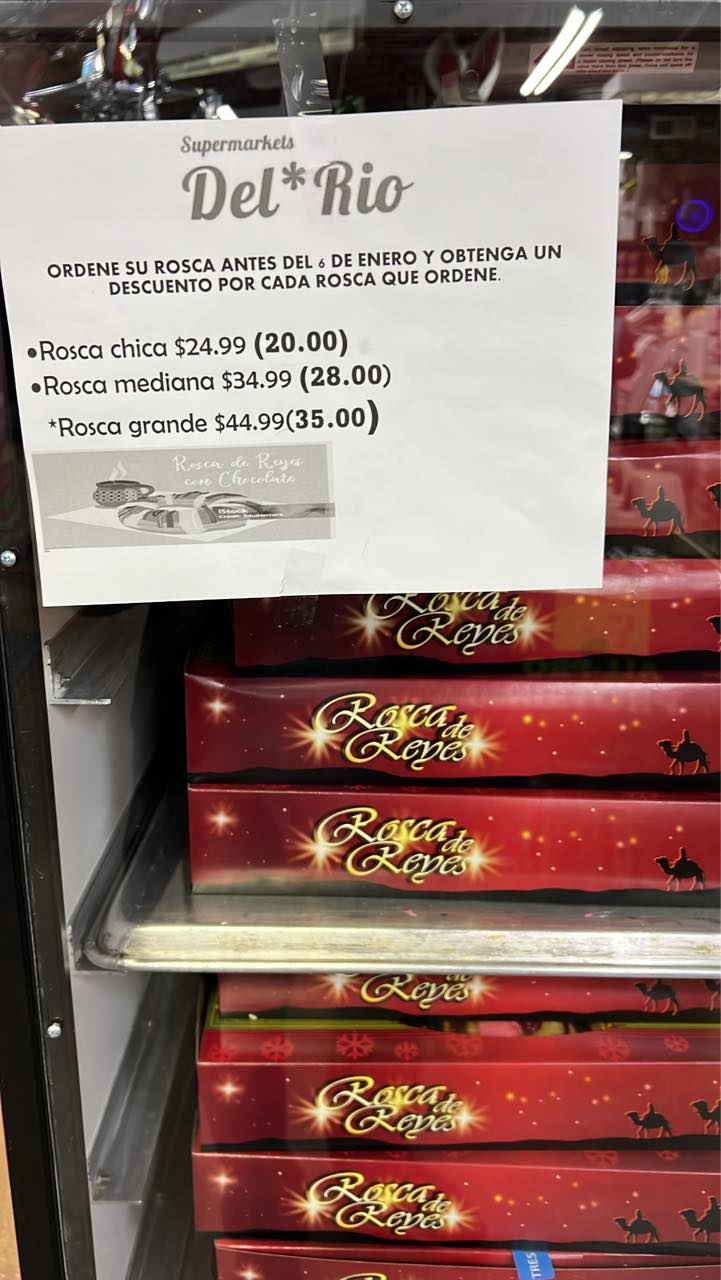 Supermarkets
Del*Rio
ORDENE SU ROSCA ANTES DEL 6 DE ENERO Y OBTENGA UN
DESCUENTO POR CADA ROSCA QUE ORDENE.
•Rosca chica $24.99 (20.00)
•Rosca mediana $34.99 (28.00)
*Rosca grande $44.99(35.00)
Rosca de Reyes
con Chocolate
iStock
Rosca de
Reyes
Rosca de
Reyes
Rosca de
Reyes
de
Reyes
Rosca de
Reyes
Rosca de
Reyes
TRES